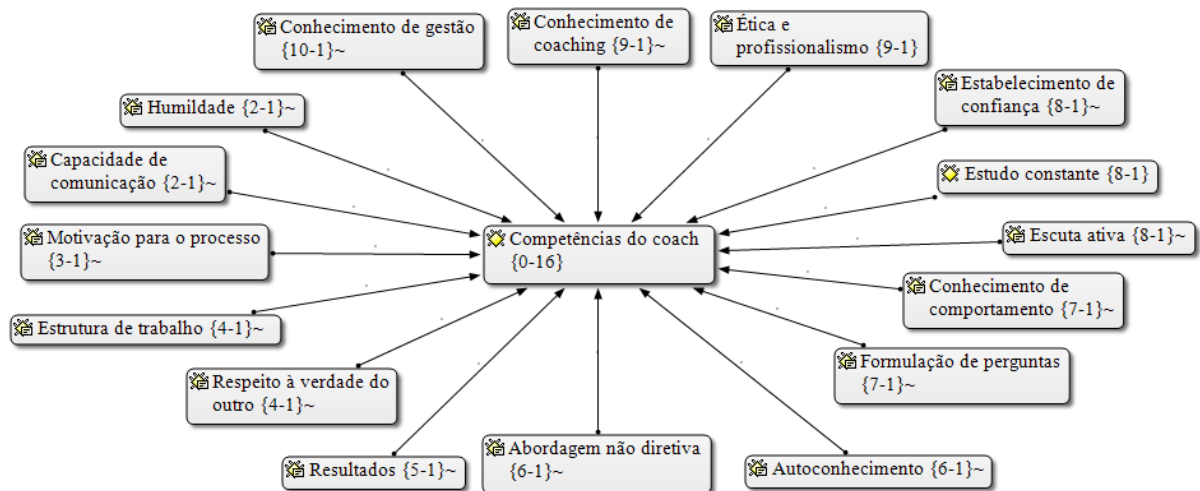 Conhecimento de gestão
{10-1}~
Conhecimento de
coaching {9-1}~
Ética e
profissionalismo {9-1}
Estabelecimento de
confiança {8-1}~
Humildade {2-1}~
Capacidade de
comunicação {2-1}~
Estudo constante {8-1}
Motivação para o processo
{3-1}~
Competências do coach
{0-16}
Escuta ativa {8-1}~
Conhecimento de
comportamento {7-1}~
Estrutura de trabalho {4-1}~
Formulação de perguntas
{7-1}~
Respeito à verdade do
outro {4-1}~
Resultados {5-1}~
Abordagem não diretiva
{6-1}~
Autoconhecimento {6-1}~